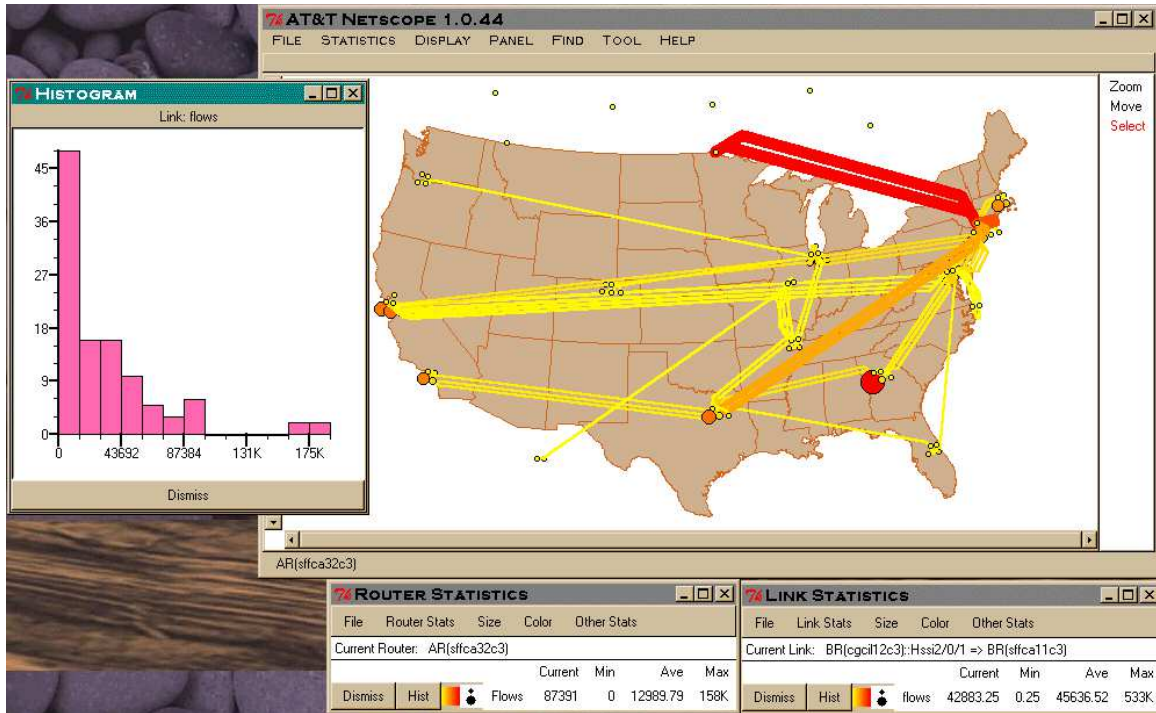 AT&T NETSCOPE 1.0.44
FILE STATISTICS DISPLAY PANEL FIND TOOL HELP
Zoom
Move
Select
HISTOGRAM
Link: flows
45
36
27
18
9
0
0 43692 87384 131K 175K
Dismiss
AR(sffca32c3)
ROUTER STATISTICS
File Router Stats Size Color Other Stats
Current Router: AR(sffca32c3)
Current Min Ave Max
Dismiss Hist Flows 87391 0 12989.79 158K
LINK STATISTICS
File Link Stats Size Color Other Stats
Current Link: BR(cgcil12c3)::Hssi2/0/1 => BR(sffca11c3)
Current Min Ave Max
Dismiss Hist flows 42883.25 0.25 45636.52 533K